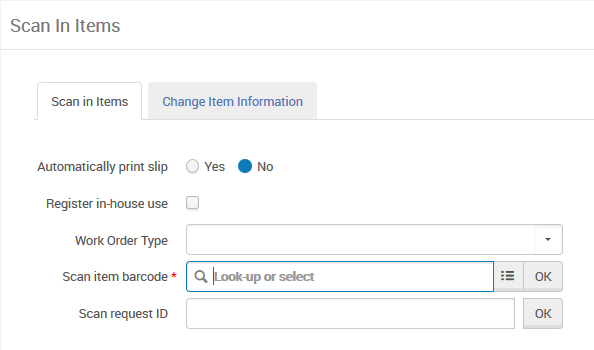 Scan In Items
Scan in Items Change Item Information
Automatically print slip Yes No
Register in-house use
Work Order Type
Scan item barcode * Look-up or select OK
Scan request ID OK